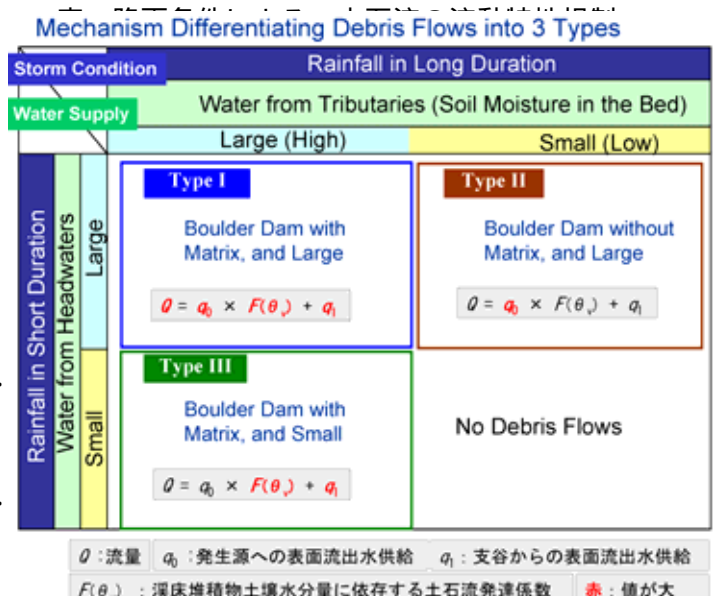 Mechanism Differentiating Debris Flows into 3 Types
Storm Condition
Rainfall in Long Duration
Water Supply
Water from Tributaries (Soil Moisture in the Bed)
Large (High)
Small (Low)
Rainfall in Short Duration
Water from Headwaters
Large
Small
Type I
Boulder Dam with
Matrix, and Large
Q = q₀ × F(θᵥ) + q₁
Type II
Boulder Dam without
Matrix, and Large
Q = q₀ × F(θᵥ) + q₁
Type III
Boulder Dam with
Matrix, and Small
Q = q₀ × F(θᵥ) + q₁
No Debris Flows
Q：流量 q₀：発生源への表面流出水供給 q₁：支谷からの表面流出水供給
F(θᵥ)：渓床堆積物土壌水分量に依存する土石流発達係数 赤：値が大